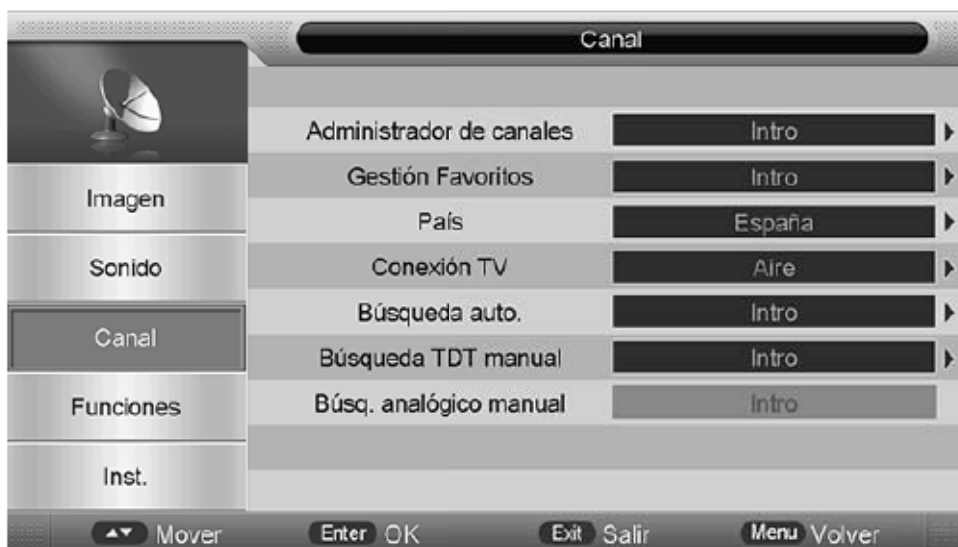 Canal
Imagen
Sonido
Canal
Funciones
Inst.
Administrador de canales Intro
Gestión Favoritos Intro
País España
Conexión TV Aire
Búsqueda auto. Intro
Búsqueda TDT manual Intro
Búsq. analógico manual Intro
Mover Enter OK Exit Salir Menu Volver